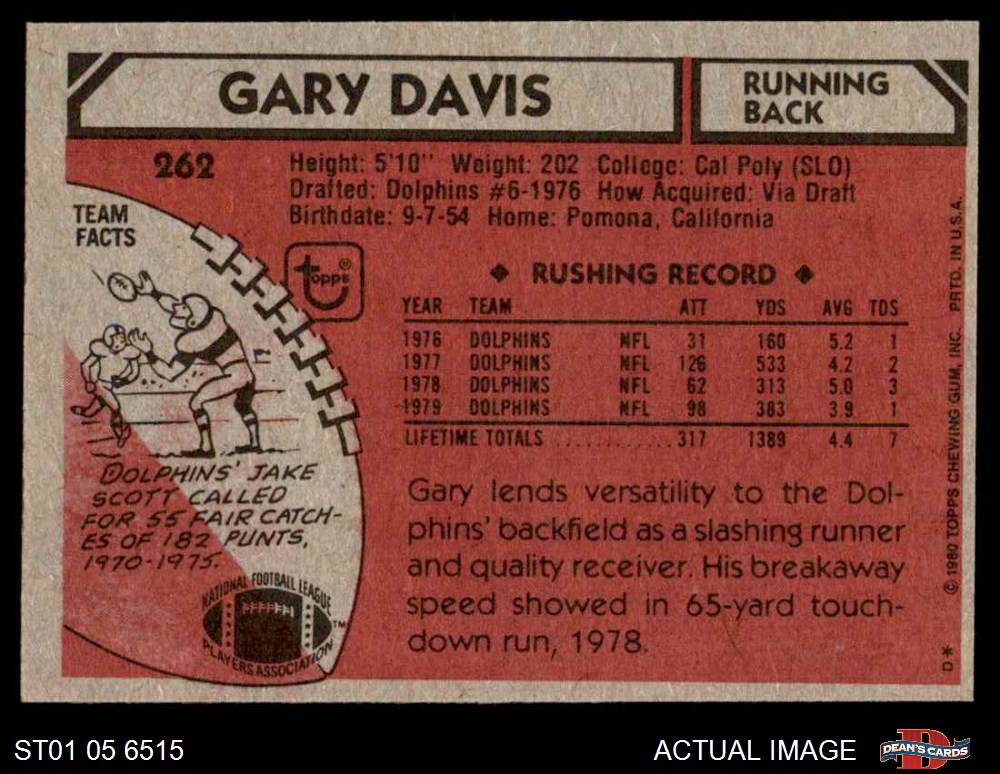 GARY DAVIS
RUNNING
BACK
262
Height: 5'10" Weight: 202 College: Cal Poly (SLO)
Drafted: Dolphins #6-1976 How Acquired: Via Draft
Birthdate: 9-7-54 Home: Pomona, California
TEAM
FACTS
topps®
◆ RUSHING RECORD ◆
YEAR TEAM ATT YDS AVG TDS
1976 DOLPHINS NFL 31 160 5.2 1
1977 DOLPHINS NFL 126 533 4.2 2
1978 DOLPHINS NFL 62 313 5.0 3
1979 DOLPHINS NFL 98 383 3.9 1
LIFETIME TOTALS ............ 317 1389 4.4 7
DOLPHINS' JAKE
SCOTT CALLED
FOR 55 FAIR CATCH-
ES OF 182 PUNTS,
1970-1975.
Gary lends versatility to the Dol-
phins' backfield as a slashing runner
and quality receiver. His breakaway
speed showed in 65-yard touch-
down run, 1978.
NATIONAL FOOTBALL LEAGUE
PLAYERS ASSOCIATION
TM
D* © 1980 TOPPS CHEWING GUM, INC. PRTD. IN U.S.A.
ST01 05 6515
ACTUAL IMAGE
DEAN'S CARDS